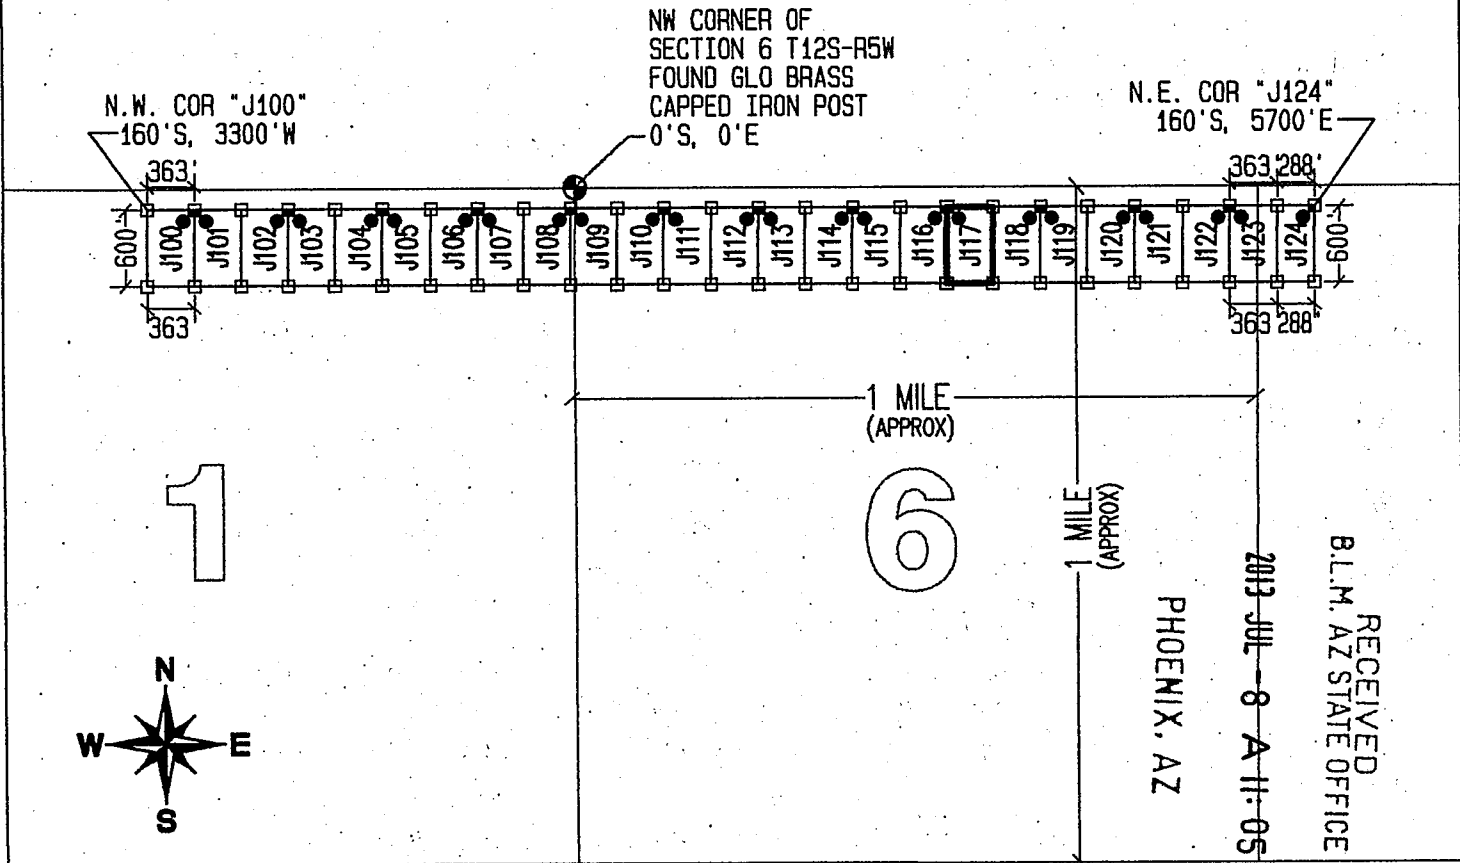 NW CORNER OF
SECTION 6 T12S-R5W
FOUND GLO BRASS
CAPPED IRON POST
0'S, 0'E
N.W. COR "J100"
160'S, 3300'W
N.E. COR "J124"
160'S, 5700'E
363'
363'
288'
600'
J100
J101
J102
J103
J104
J105
J106
J107
J108
J109
J110
J111
J112
J113
J114
J115
J116
J117
J118
J119
J120
J121
J122
J123
J124
600'
363'
363'
288'
1 MILE
(APPROX)
1
6
1 MILE
(APPROX)
RECEIVED
B.L.M. AZ STATE OFFICE
2013 JUL -8 A 11:05
PHOENIX, AZ
N
W
E
S